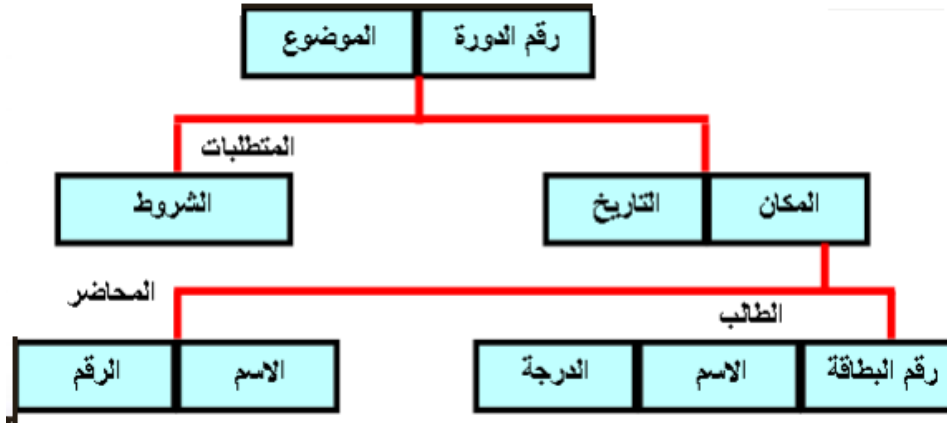 رقم الدورة الموضوع
المتطلبات
المكان التاريخ الشروط
المحاضر
الطالب
رقم البطاقة الاسم الدرجة الاسم الرقم